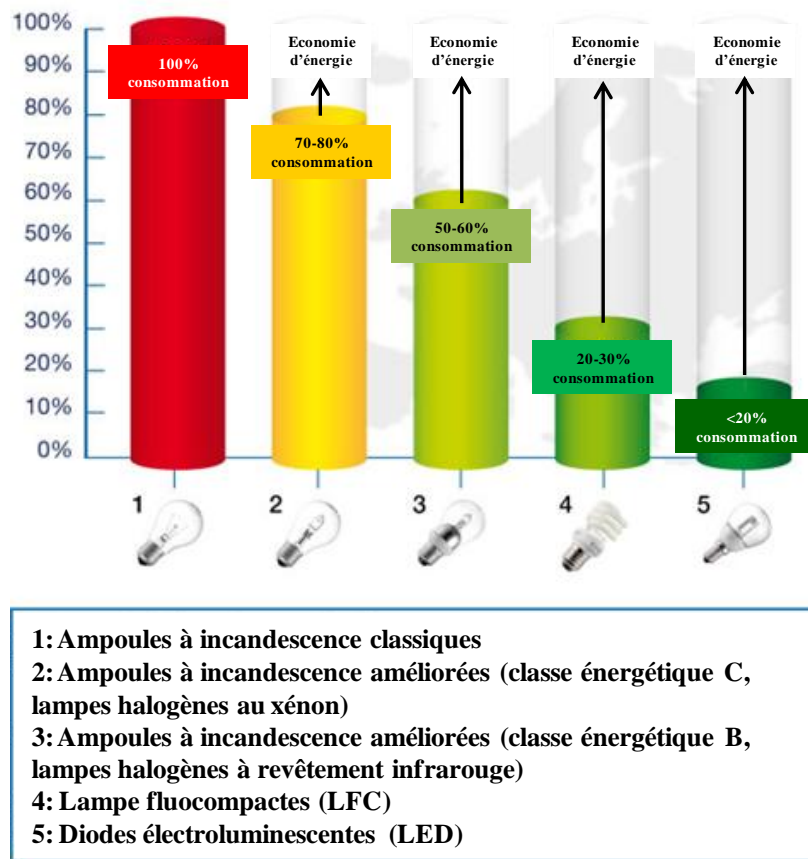 100%
90%
80%
70%
60%
50%
40%
30%
20%
10%
0%
100%
consommation
Economie
d'énergie
70-80%
consommation
Economie
d'énergie
50-60%
consommation
Economie
d'énergie
20-30%
consommation
Economie
d'énergie
<20%
consommation
1
2
3
4
5
1: Ampoules à incandescence classiques
2: Ampoules à incandescence améliorées (classe énergétique C,
lampes halogènes au xénon)
3: Ampoules à incandescence améliorées (classe énergétique B,
lampes halogènes à revêtement infrarouge)
4: Lampe fluocompactes (LFC)
5: Diodes électroluminescentes (LED)